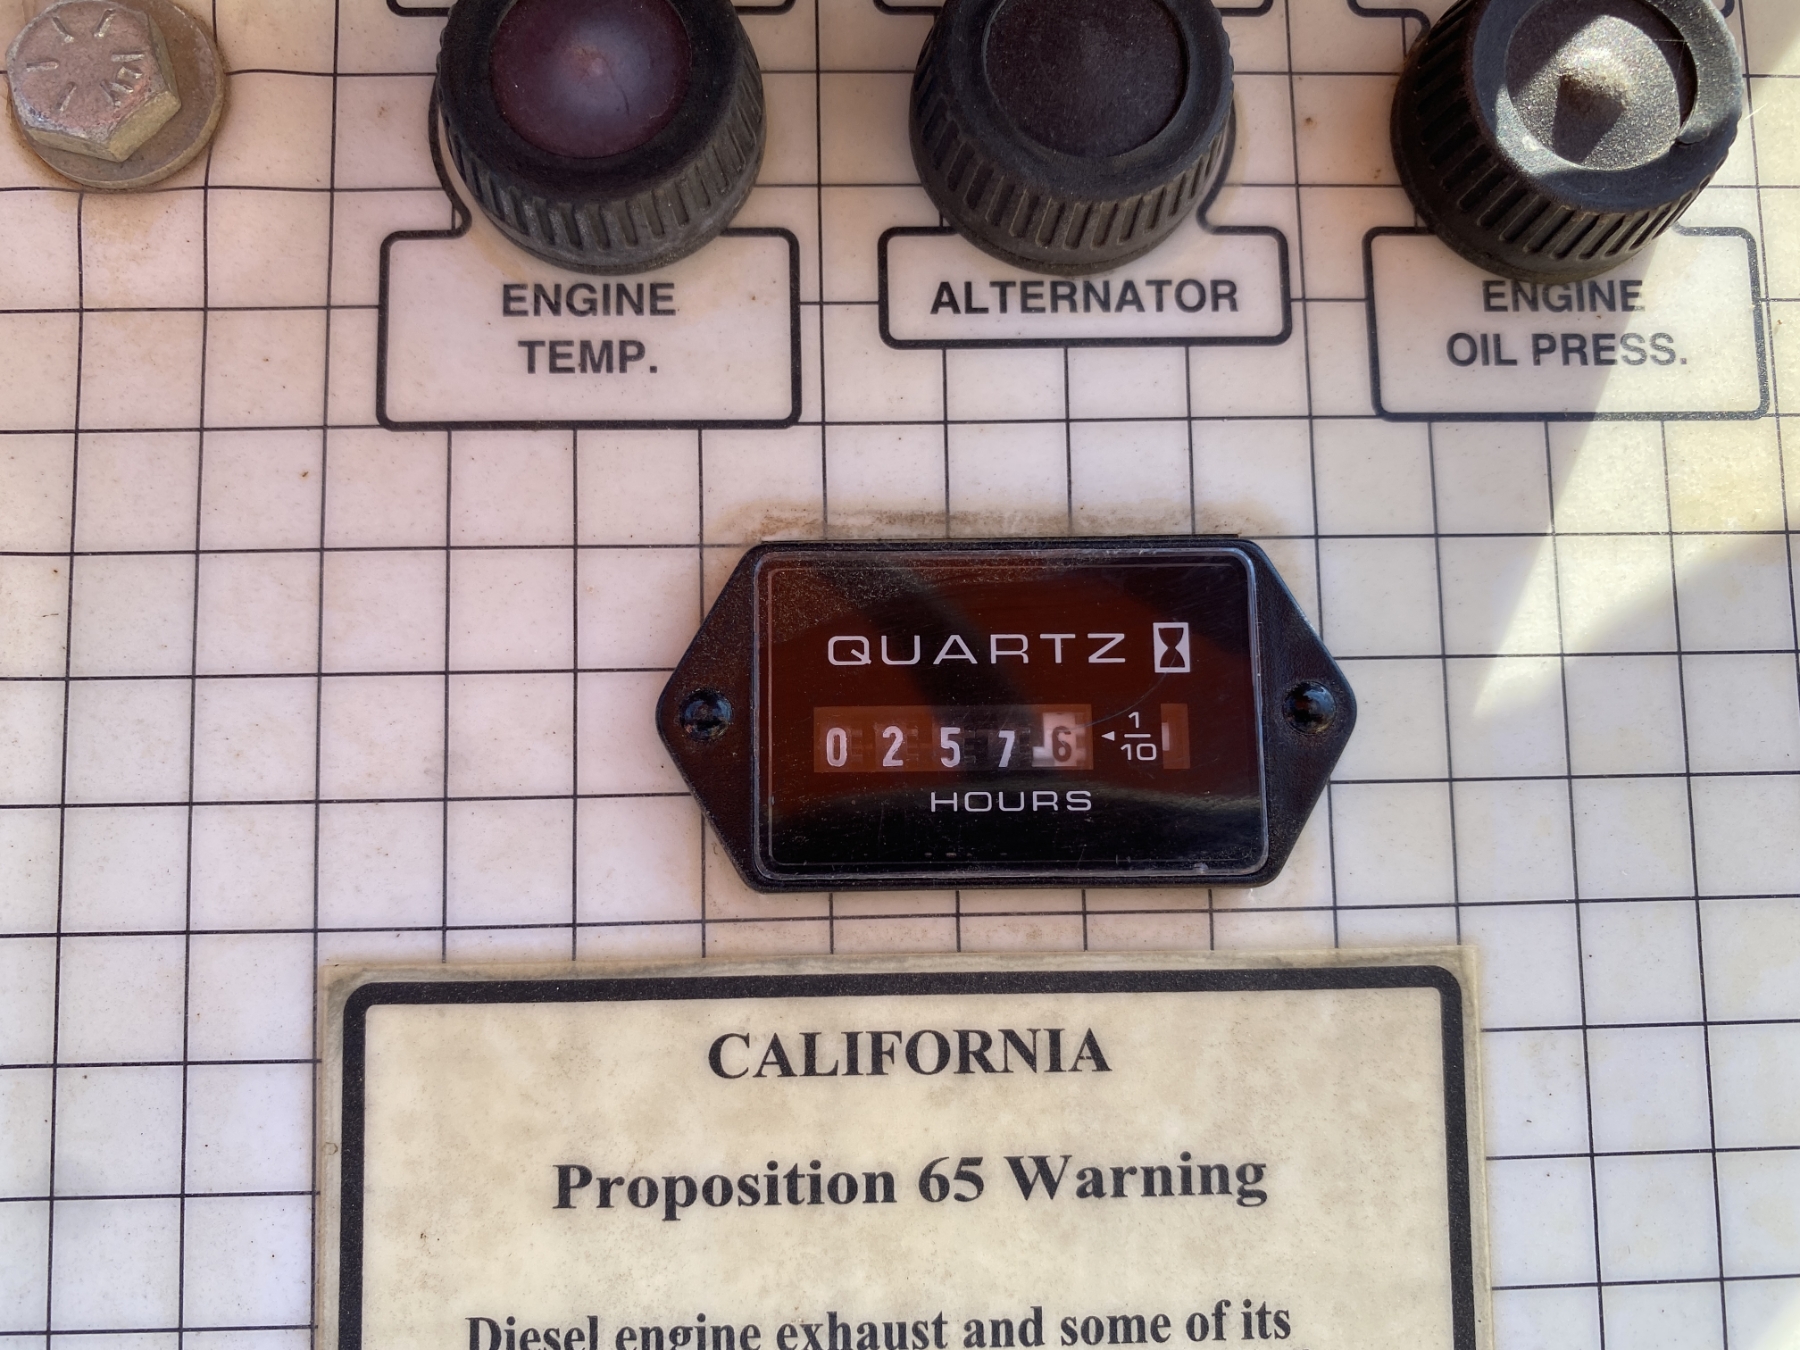 ENGINE
TEMP.
ALTERNATOR
ENGINE
OIL PRESS.
QUARTZ
0 2 5 7 6 ◄ 1/10
HOURS
CALIFORNIA
Proposition 65 Warning
Diesel engine exhaust and some of its